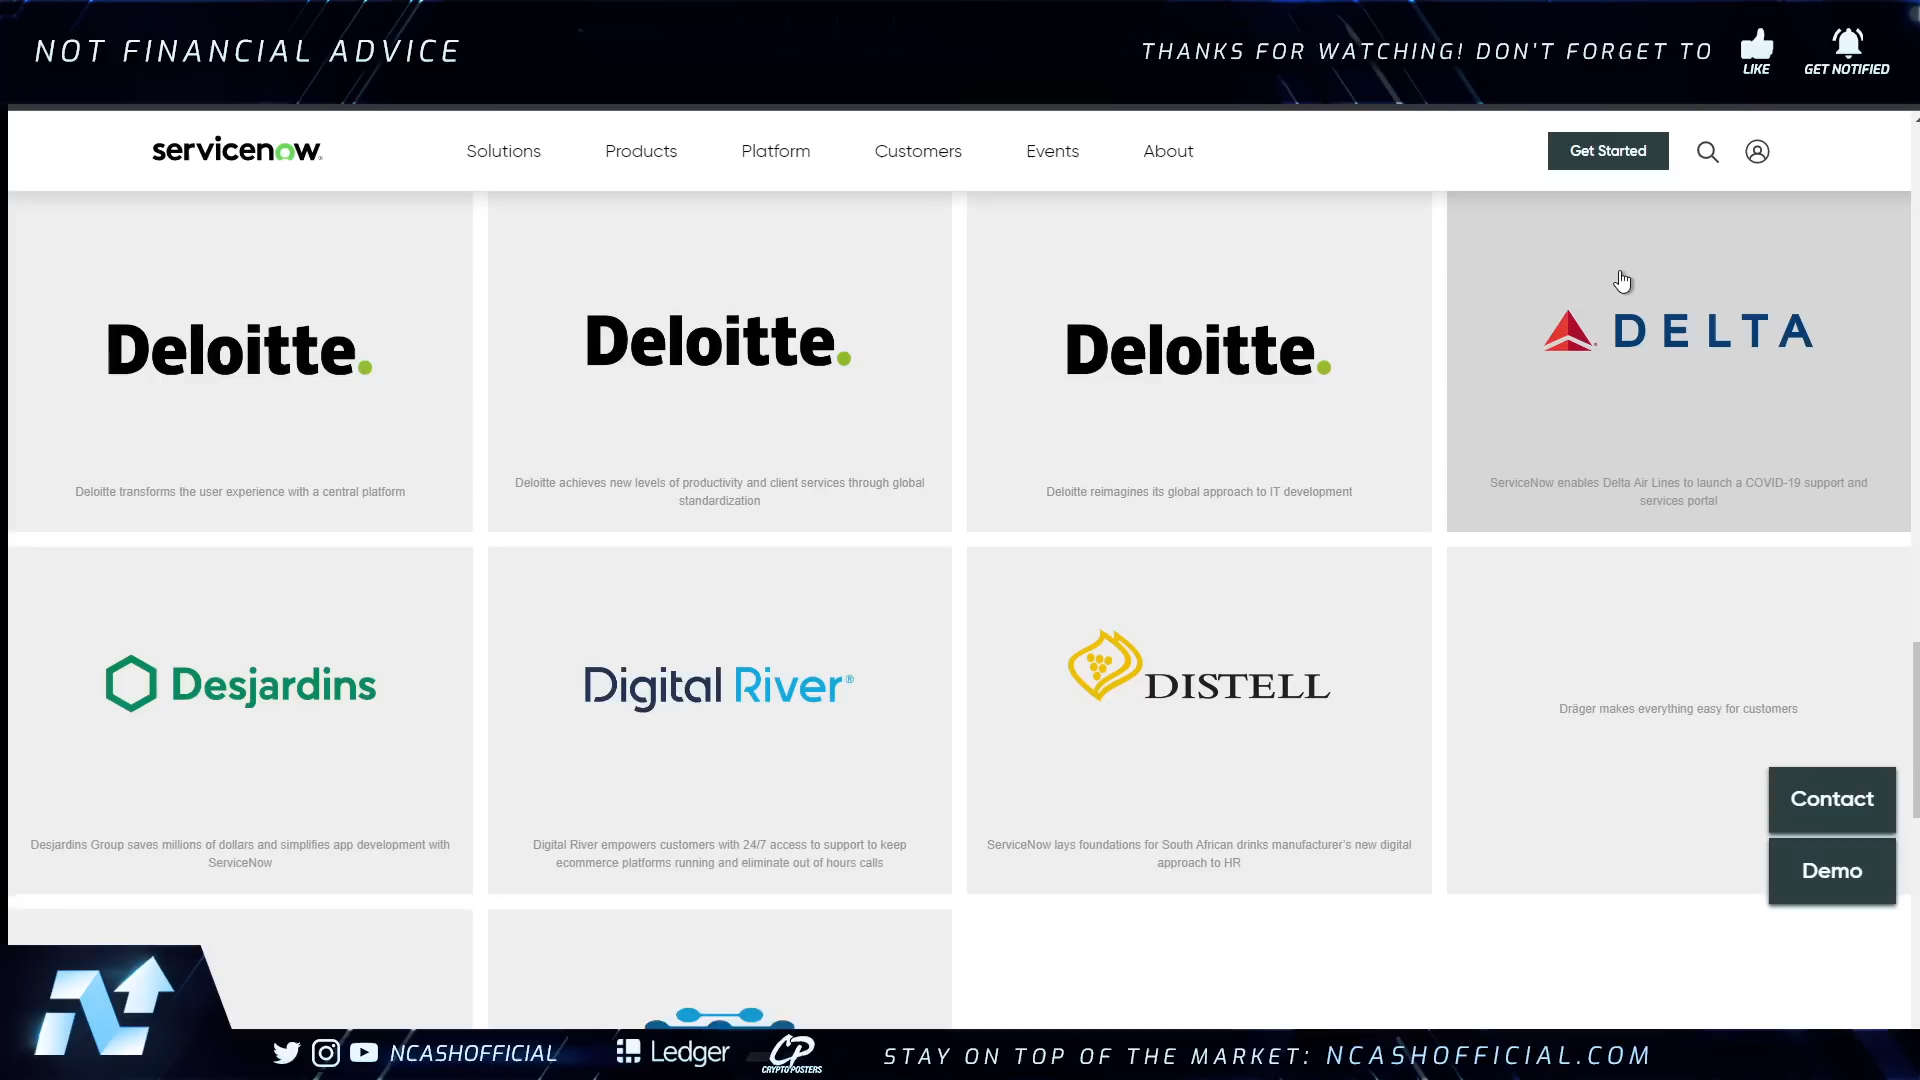 NOT FINANCIAL ADVICE
THANKS FOR WATCHING! DON'T FORGET TO
LIKE
GET NOTIFIED
servicenow
Solutions
Products
Platform
Customers
Events
About
Get Started
Deloitte.
Deloitte.
Deloitte.
DELTA
Deloitte transforms the user experience with a central platform
Deloitte achieves new levels of productivity and client services through global
standardization
Deloitte reimagines its global approach to IT development
ServiceNow enables Delta Air Lines to launch a COVID-19 support and
services portal
Desjardins
Digital River®
DISTELL
Dräger makes everything easy for customers
Contact
Demo
Desjardins Group saves millions of dollars and simplifies app development with
ServiceNow
Digital River empowers customers with 24/7 access to support to keep
ecommerce platforms running and eliminate out of hours calls
ServiceNow lays foundations for South African drinks manufacturer's new digital
approach to HR
NCASHOFFICIAL
Ledger
CP
CRYPTOPOSTERS
STAY ON TOP OF THE MARKET: NCASHOFFICIAL.COM